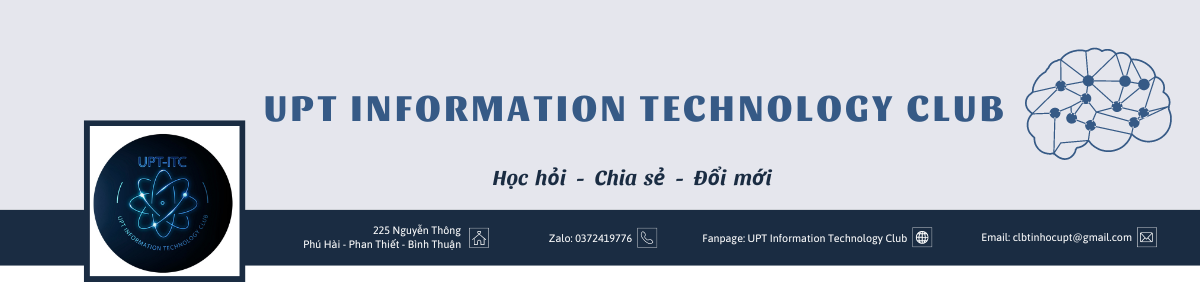 UPT INFORMATION TECHNOLOGY CLUB
Học hỏi - Chia sẻ - Đổi mới
UPT-ITC
UPT INFORMATION TECHNOLOGY CLUB
225 Nguyễn Thông
Phú Hài - Phan Thiết - Bình Thuận
Zalo: 0372419776
Fanpage: UPT Information Technology Club
Email: clbtinhocupt@gmail.com